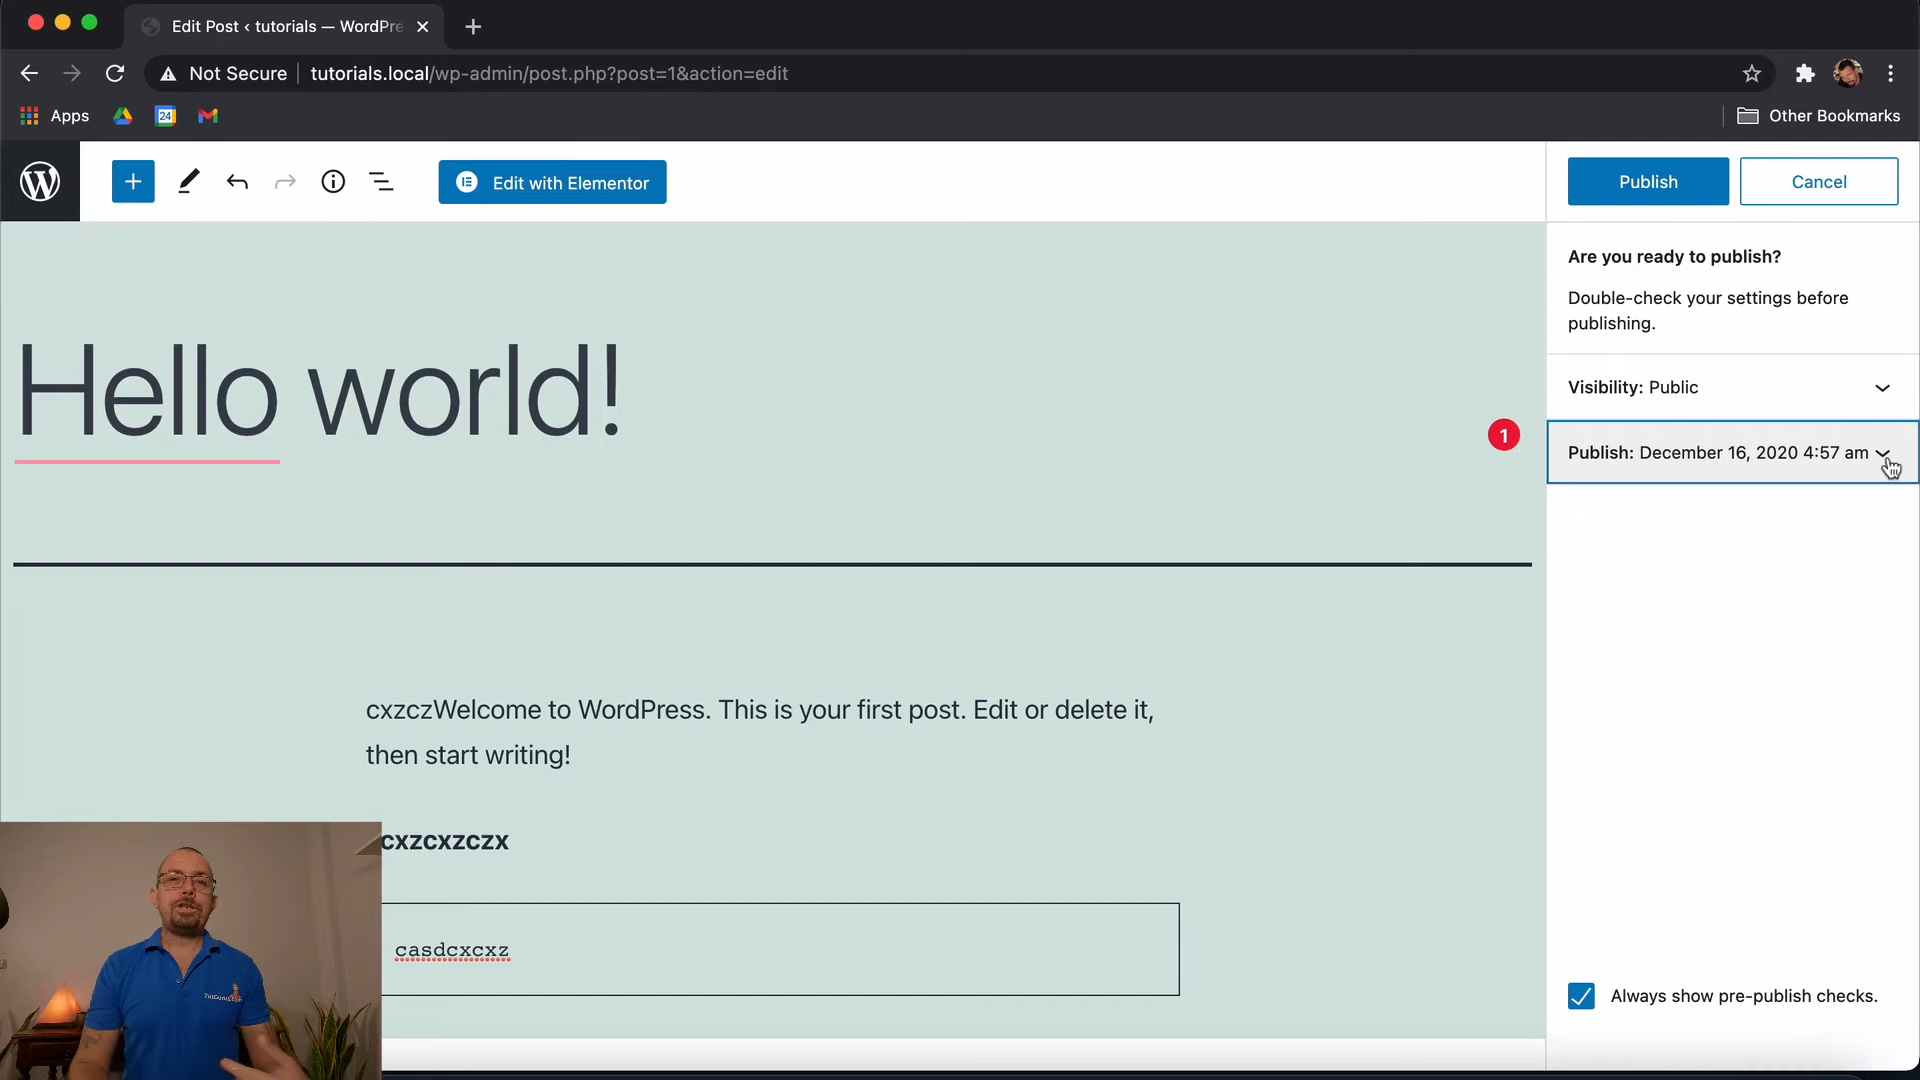 Edit Post ‹ tutorials — WordPre
Not Secure
tutorials.local/wp-admin/post.php?post=1&action=edit
Apps
24
Other Bookmarks
Edit with Elementor
Publish
Cancel
Are you ready to publish?
Double-check your settings before
publishing.
Visibility: Public
Publish: December 16, 2020 4:57 am
Hello world!
1
cxzczWelcome to WordPress. This is your first post. Edit or delete it,
then start writing!
cxzcxzczx
casdcxcxz
Always show pre-publish checks.